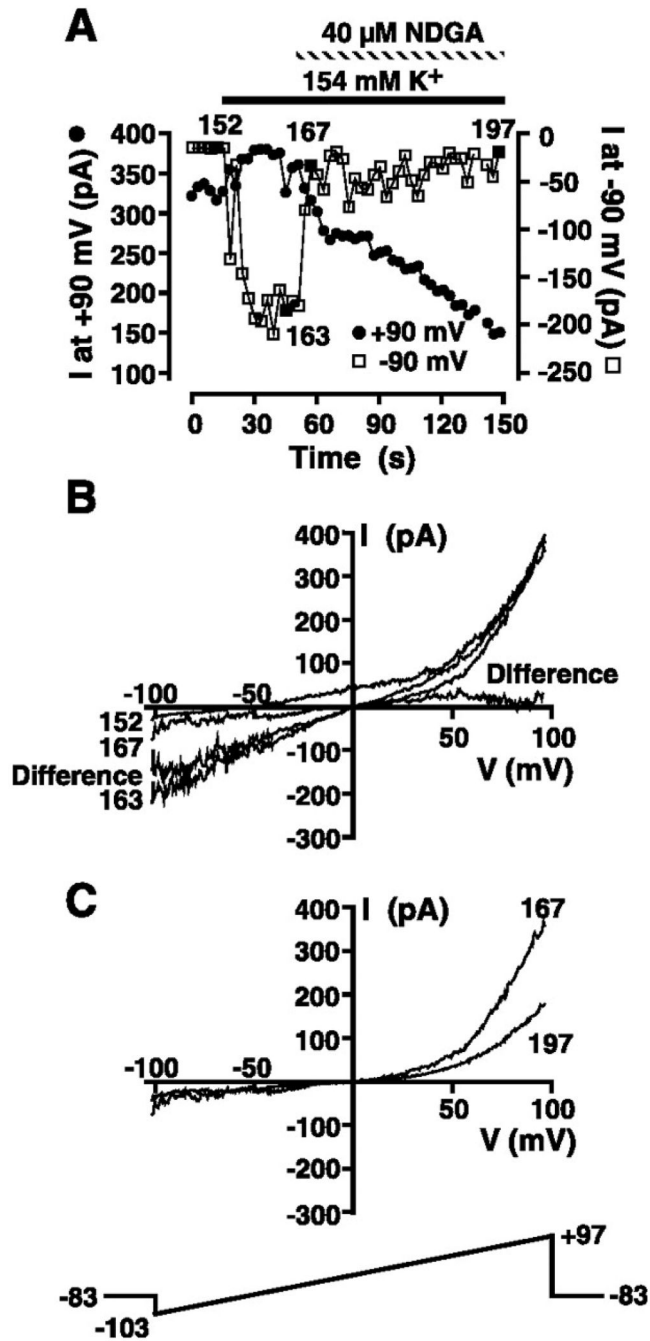 A
40 µM NDGA
154 mM K+
152 167 197
I at +90 mV (pA) ●
400
350
300
250
200
150
100
I at -90 mV (pA) □
0
-50
-100
-150
-200
-250
163
● +90 mV
□ -90 mV
0 30 60 90 120 150
Time (s)
B
I (pA)
400
300
200
100
-100
-200
-300
-100 -50
50 100
V (mV)
Difference
152
167
Difference
163
C
I (pA)
400
300
200
100
-100
-200
-300
-100 -50
50 100
V (mV)
167
197
+97
-83
-83
-103